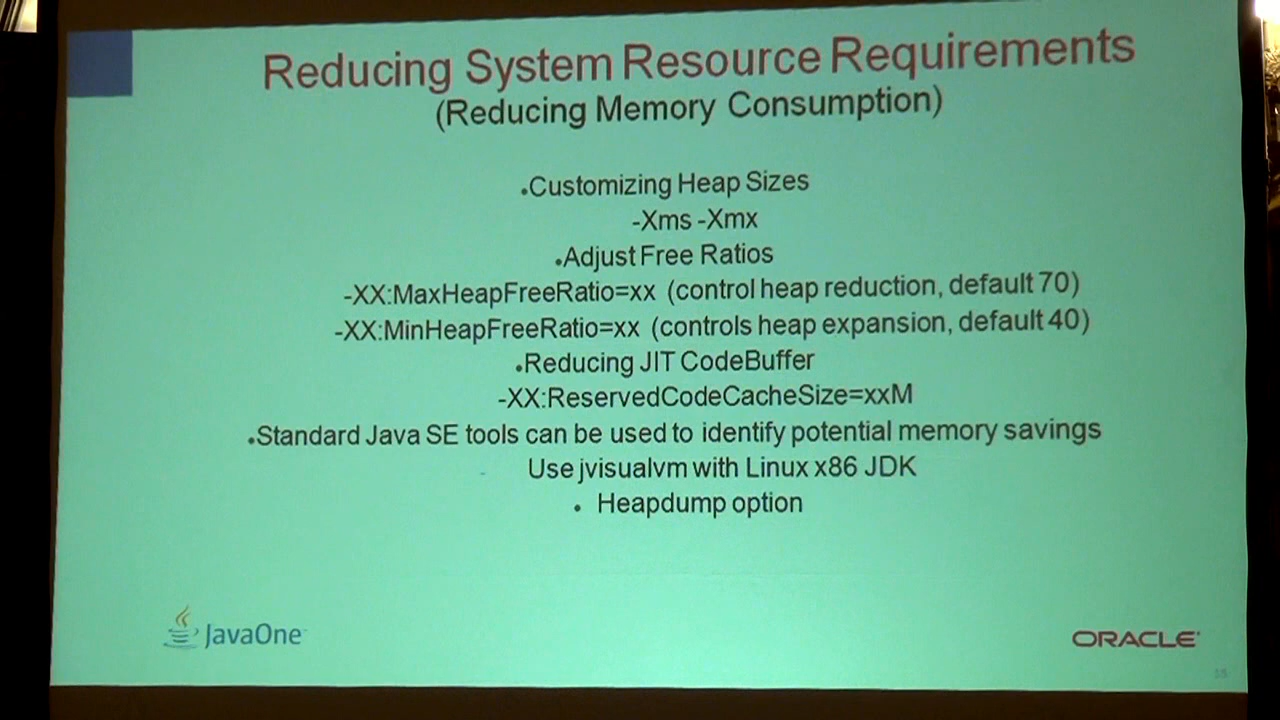 Reducing System Resource Requirements
(Reducing Memory Consumption)
•Customizing Heap Sizes
-Xms -Xmx
•Adjust Free Ratios
-XX:MaxHeapFreeRatio=xx (control heap reduction, default 70)
-XX:MinHeapFreeRatio=xx (controls heap expansion, default 40)
•Reducing JIT CodeBuffer
-XX:ReservedCodeCacheSize=xxM
•Standard Java SE tools can be used to identify potential memory savings
Use jvisualvm with Linux x86 JDK
• Heapdump option
JavaOne
ORACLE